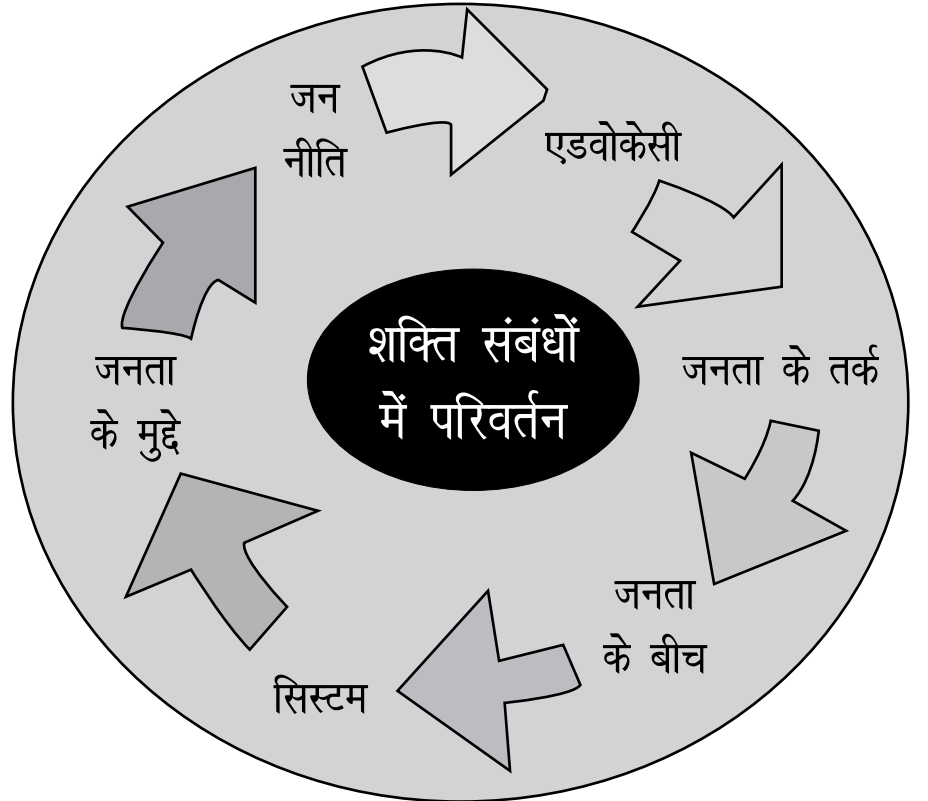 जन
नीति
एडवोकेसी
शक्ति संबंधों
में परिवर्तन
जनता के तर्क
जनता
के मुद्दे
जनता
के बीच
सिस्टम